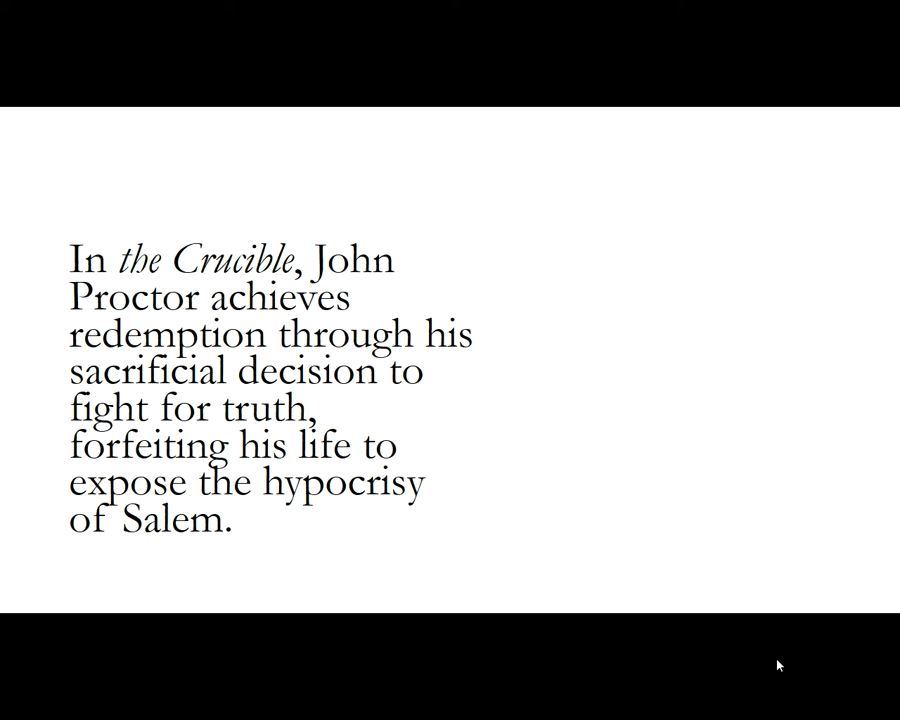 In the Crucible, John
Proctor achieves
redemption through his
sacrificial decision to
fight for truth,
forfeiting his life to
expose the hypocrisy
of Salem.